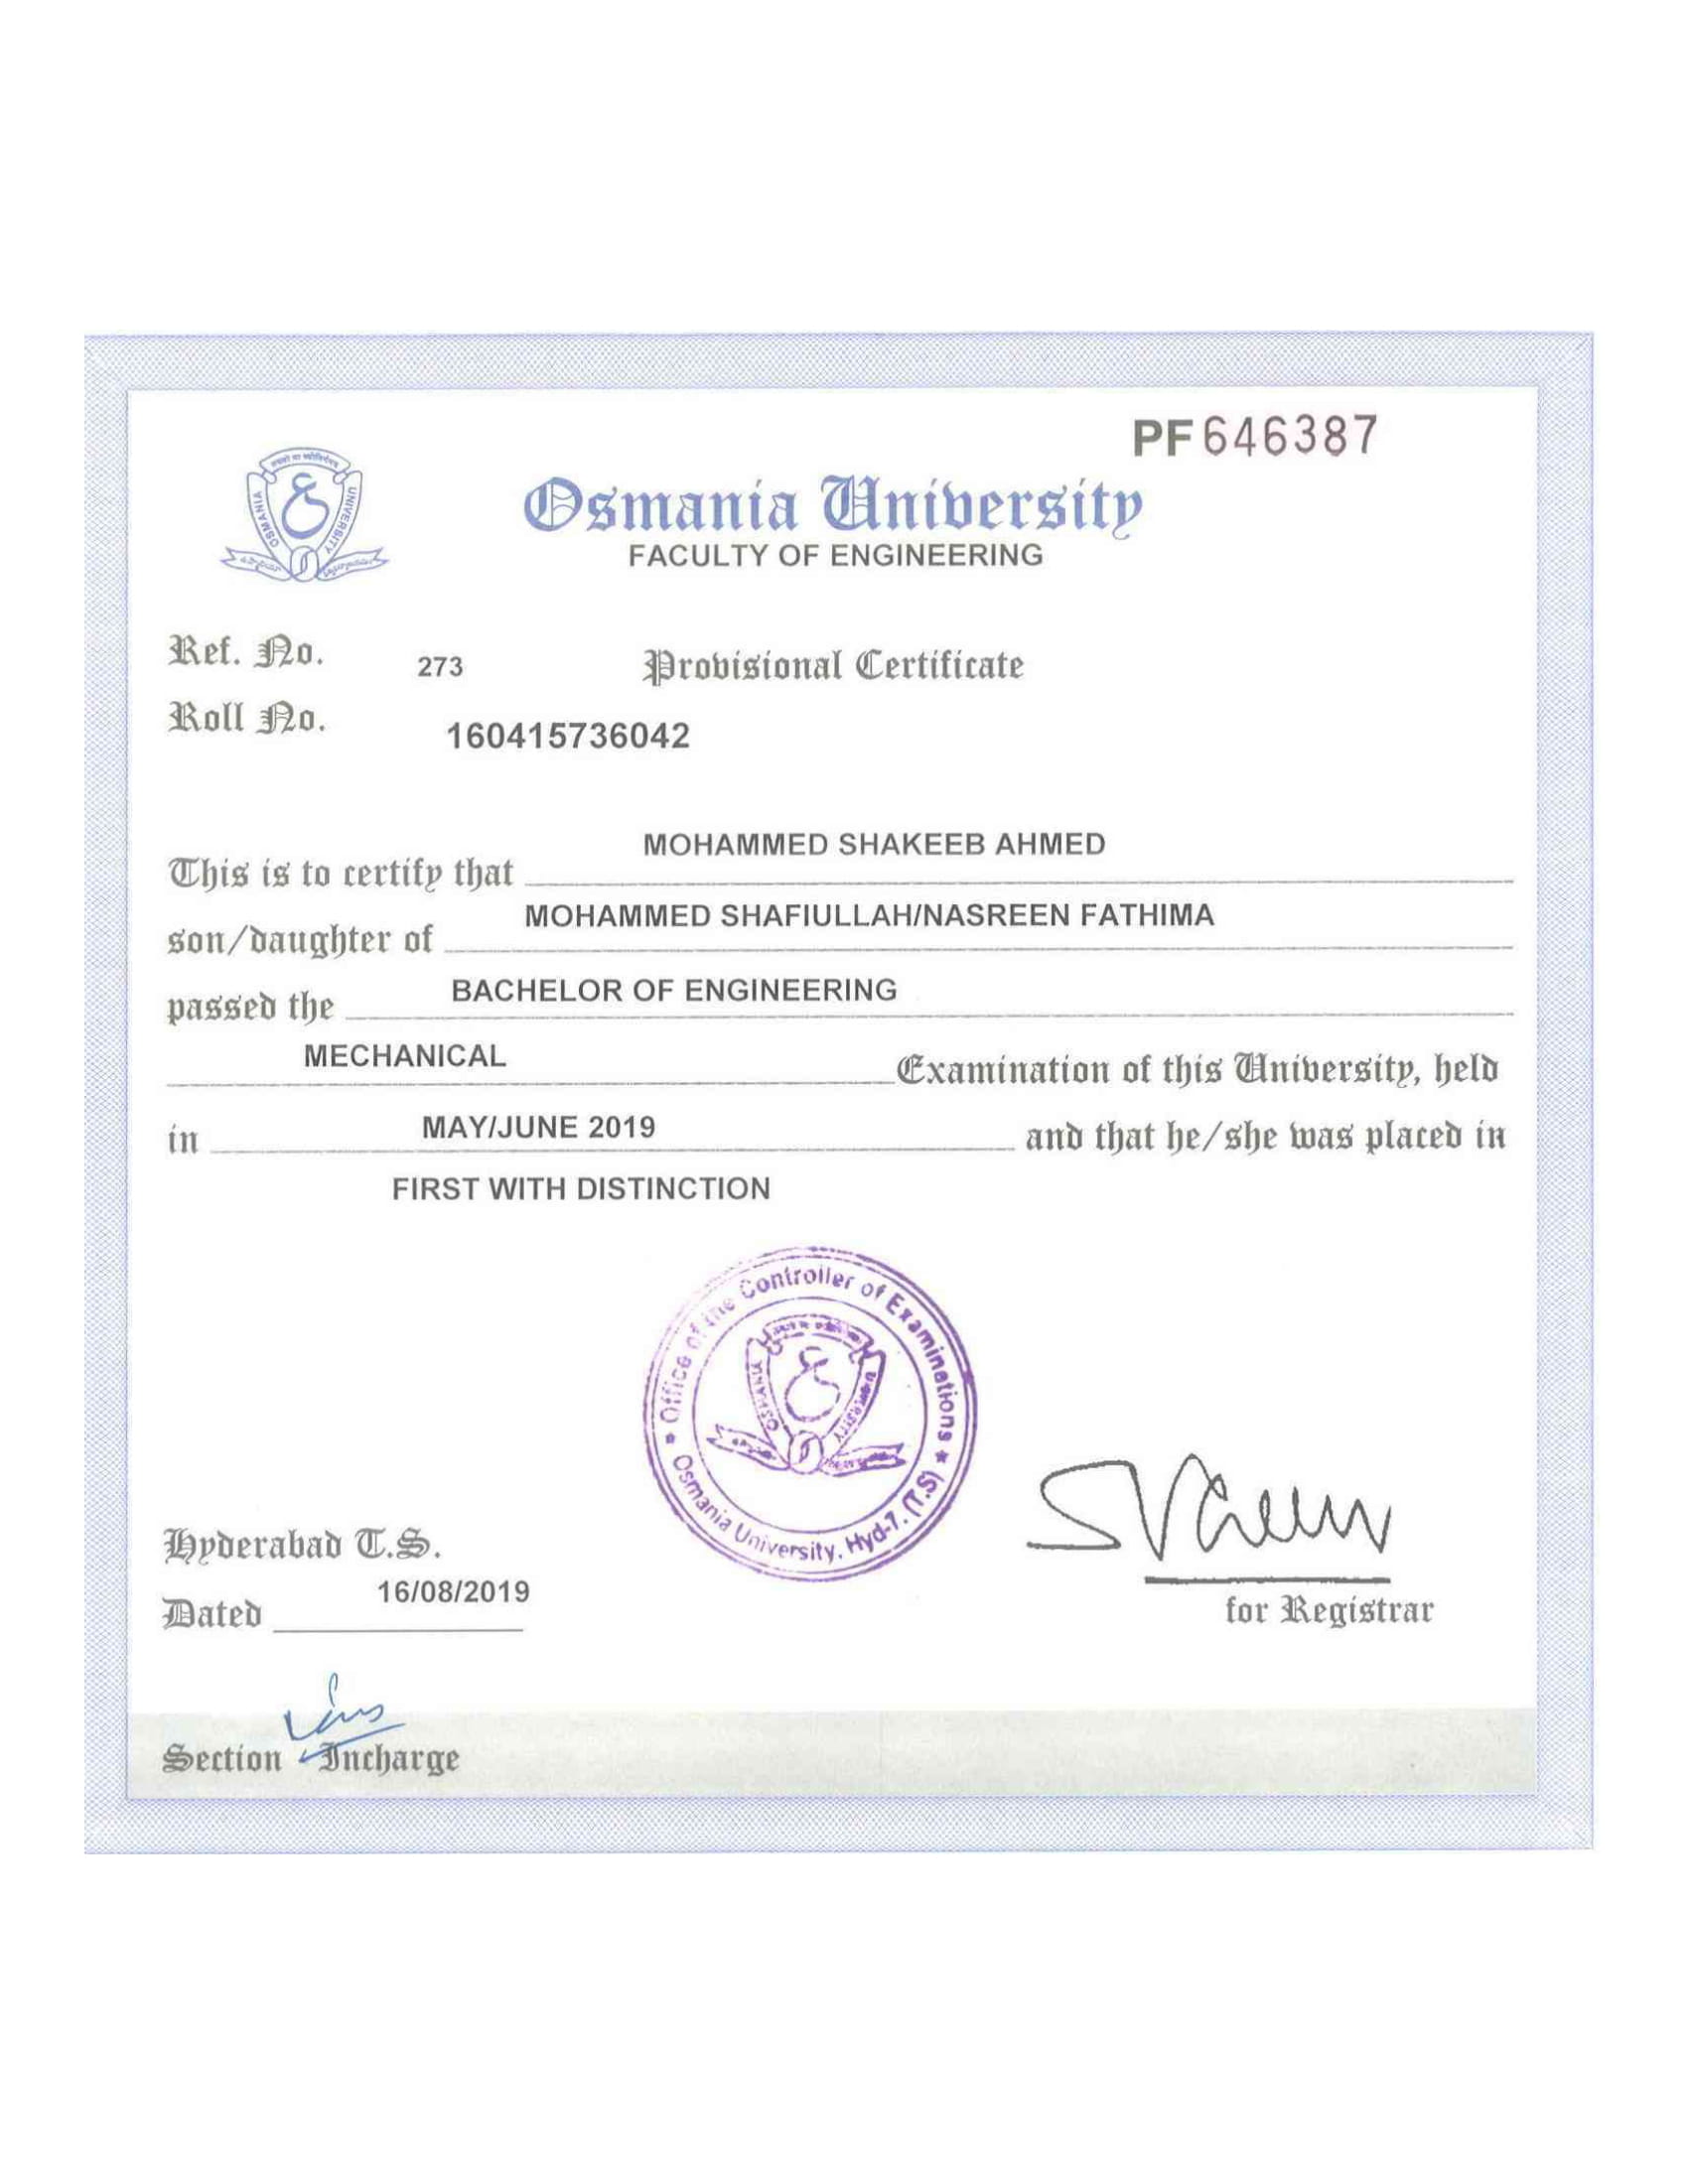 PF 646387
OSMANIA UNIVERSITY
Osmania University
FACULTY OF ENGINEERING
Ref. No. 273 Provisional Certificate
Roll No. 160415736042
MOHAMMED SHAKEEB AHMED
This is to certify that
MOHAMMED SHAFIULLAH/NASREEN FATHIMA
son/daughter of
BACHELOR OF ENGINEERING
passed the
MECHANICAL
Examination of this University, held
in MAY/JUNE 2019 and that he/she was placed in
FIRST WITH DISTINCTION
Office of the Controller of Examinations
OSMANIA UNIVERSITY
Osmania University, Hyd-7. (T.S)
Hyderabad T.S.
16/08/2019
Dated
for Registrar
Section Incharge